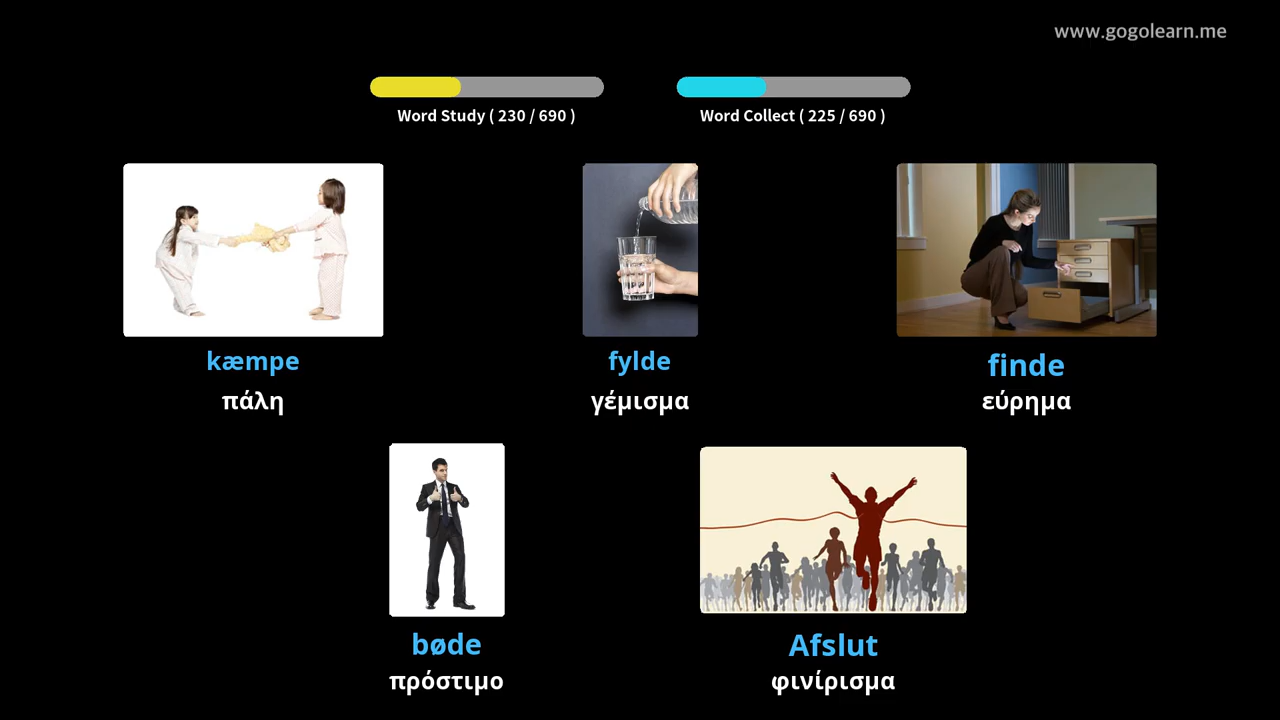 www.gogolearn.me
Word Study ( 230 / 690 )
Word Collect ( 225 / 690 )
kæmpe
πάλη
fylde
γέμισμα
finde
εύρημα
bøde
πρόστιμο
Afslut
φινίρισμα